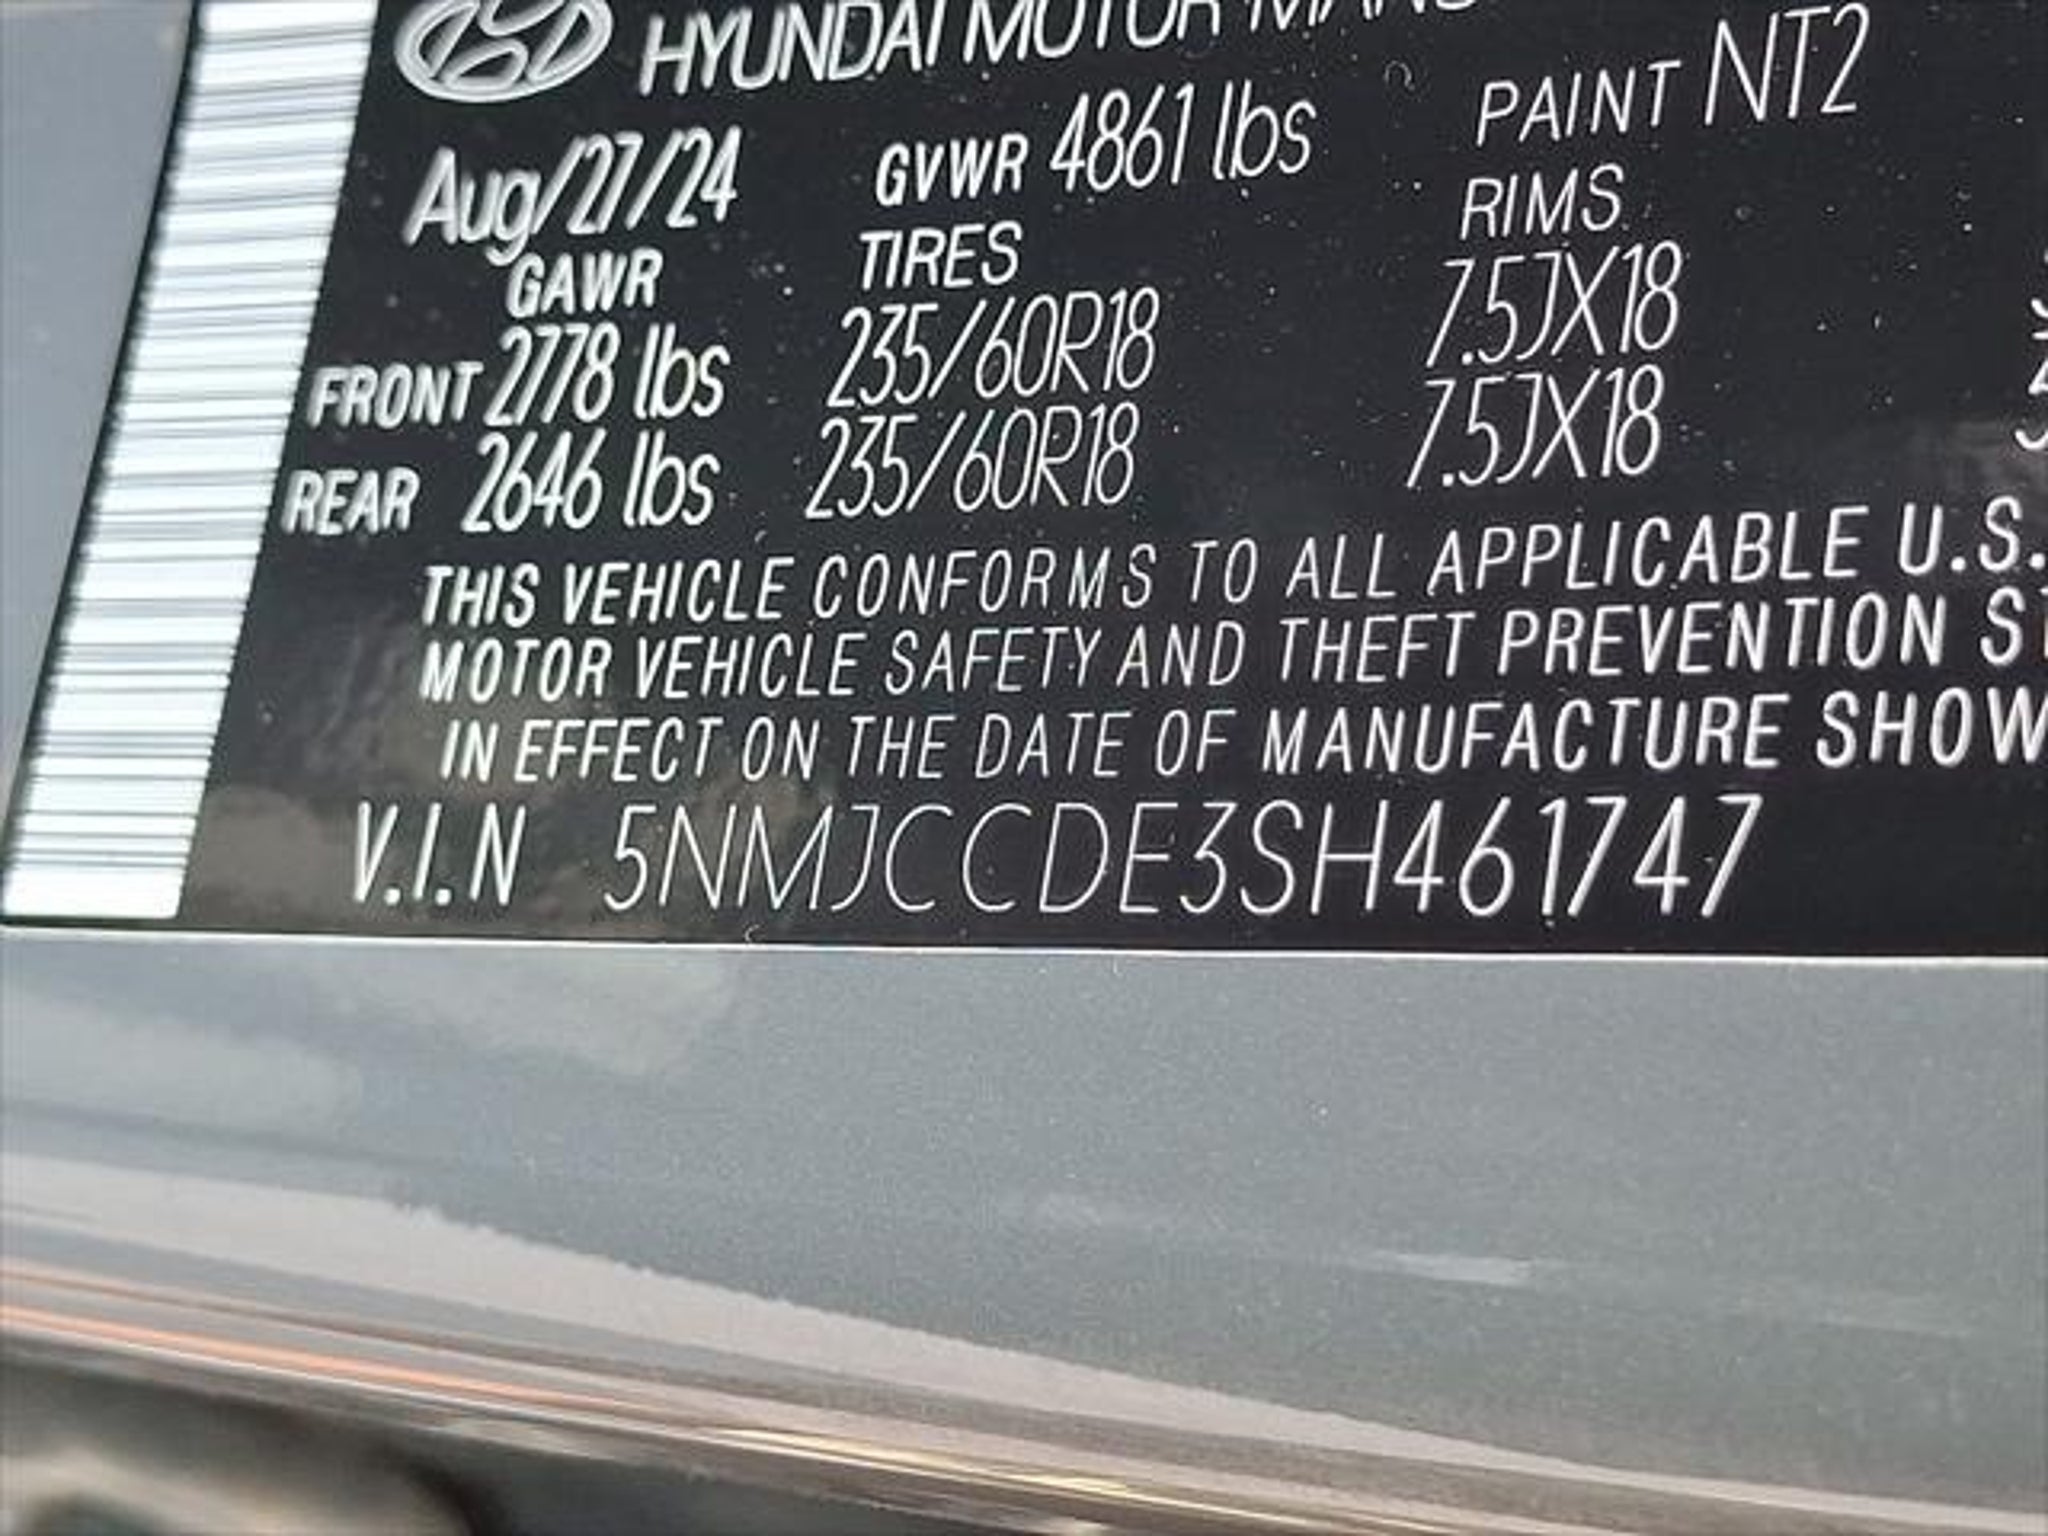 HYUNDAI MOTOR
Aug/27/24 GVWR 4861 lbs PAINT NT2
GAWR TIRES RIMS
FRONT 2778 lbs 235/60R18 7.5JX18
REAR 2646 lbs 235/60R18 7.5JX18
THIS VEHICLE CONFORMS TO ALL APPLICABLE U.S.
MOTOR VEHICLE SAFETY AND THEFT PREVENTION
IN EFFECT ON THE DATE OF MANUFACTURE SHOW
V.I.N 5NMJCCDE3SH461747